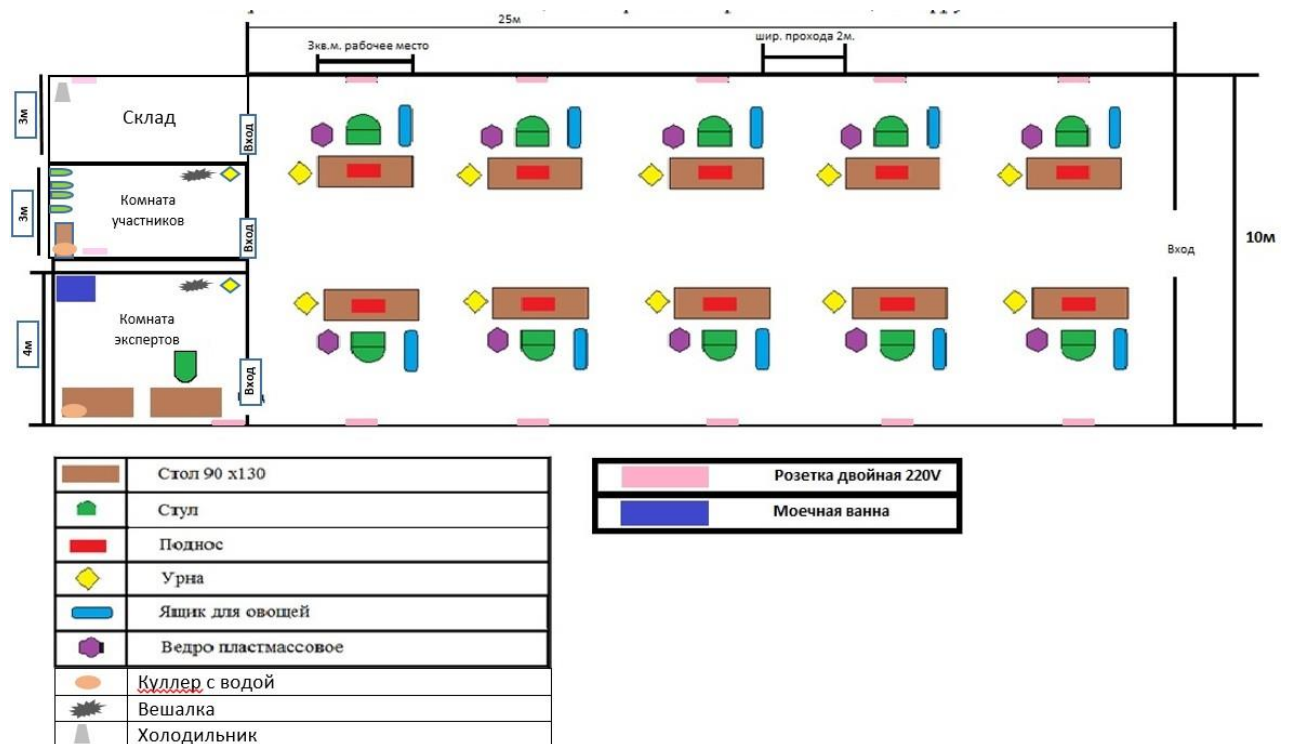 25м
3кв.м. рабочее место
шир. прохода 2м.
3м
Склад
Вход
3м
Комната
участников
Вход
Вход
10м
4м
Комната
экспертов
Вход
Стол 90 х130
Стул
Поднос
Урна
Ящик для овощей
Ведро пластмассовое
Куллер с водой
Вешалка
Холодильник
Розетка двойная 220V
Моечная ванна